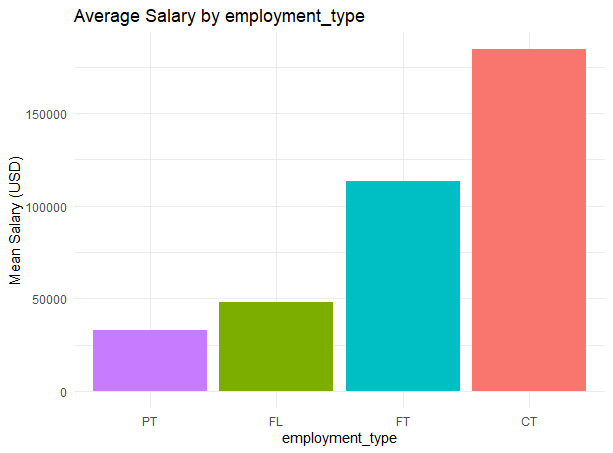 Average Salary by employment_type
Mean Salary (USD)
150000
100000
50000
0
PT FL FT CT
employment_type